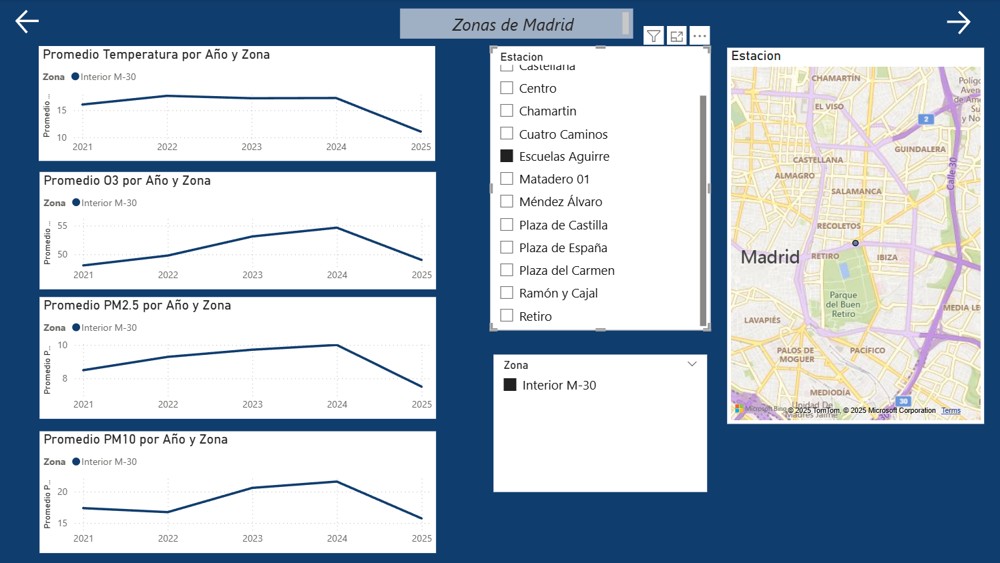 Zonas de Madrid
Promedio Temperatura por Año y Zona
Zona Interior M-30
Promedio ...
15
10
2021 2022 2023 2024 2025
Promedio O3 por Año y Zona
Zona Interior M-30
Promedio ...
55
50
2021 2022 2023 2024 2025
Promedio PM2.5 por Año y Zona
Zona Interior M-30
Promedio P...
10
8
2021 2022 2023 2024 2025
Promedio PM10 por Año y Zona
Zona Interior M-30
Promedio P...
20
15
2021 2022 2023 2024 2025
Estacion
Castellana
Centro
Chamartin
Cuatro Caminos
Escuelas Aguirre
Matadero 01
Méndez Álvaro
Plaza de Castilla
Plaza de España
Plaza del Carmen
Ramón y Cajal
Retiro
Zona
Interior M-30
Estacion
CHAMARTÍN
Políg
Aven
de Am
Su
y No
EL VISO
2
GUINDALERA
CASTELLANA
Calle 30
ALMAGRO
SALAMANCA
RECOLETOS
Madrid
RETIRO
IBIZA
Parque
del Buen
Retiro
MEDIA LE
LAVAPIÉS
PALOS DE
MOGUER
PACÍFICO
MEDIODÍA
30
Unidad De
Madres Jaime
Microsoft Bing
© 2025 TomTom, © 2025 Microsoft Corporation Terms